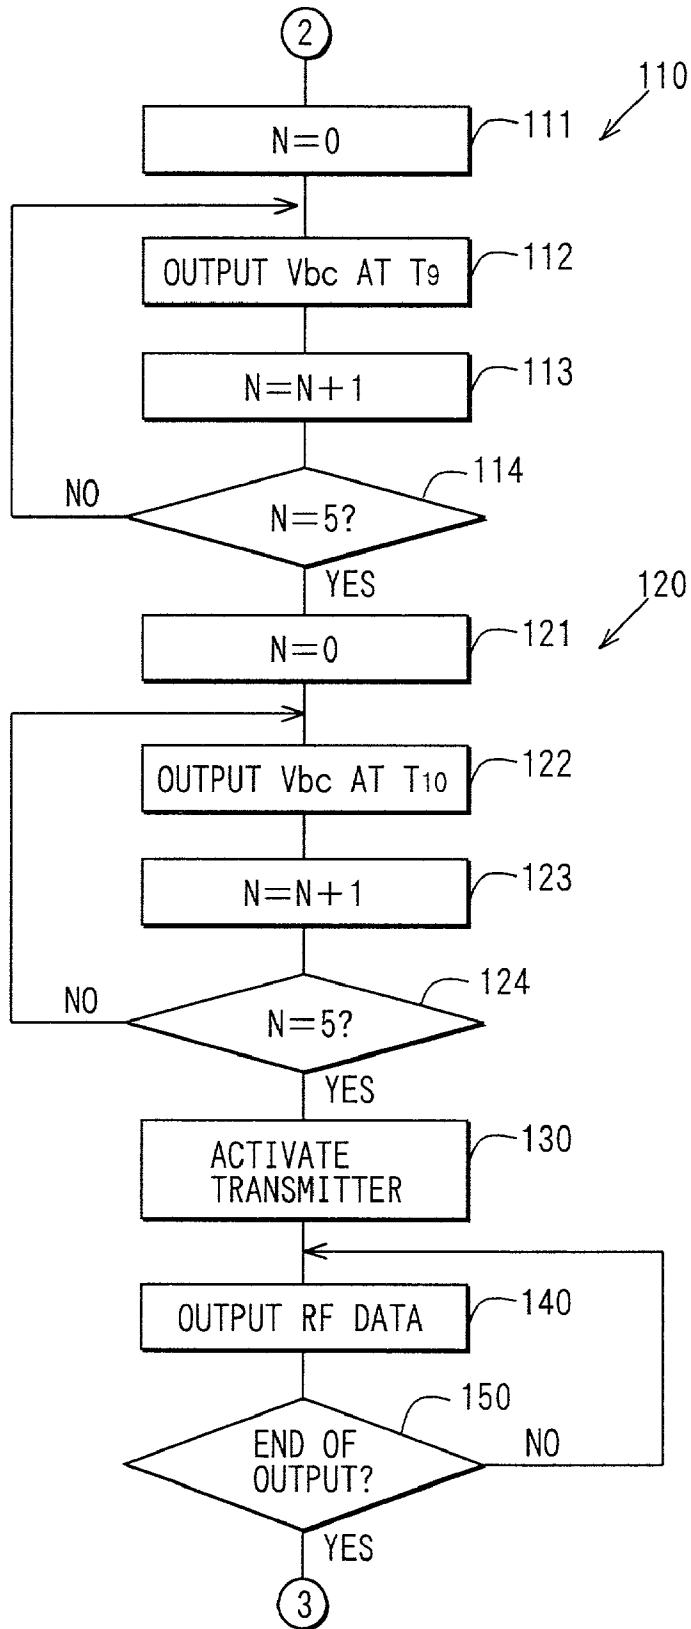 2
110
N=0
111
OUTPUT Vbc AT T9
112
N=N+1
113
114
NO
N=5?
YES
120
N=0
121
OUTPUT Vbc AT T10
122
N=N+1
123
124
NO
N=5?
YES
ACTIVATE
TRANSMITTER
130
OUTPUT RF DATA
140
150
END OF
OUTPUT?
NO
YES
3